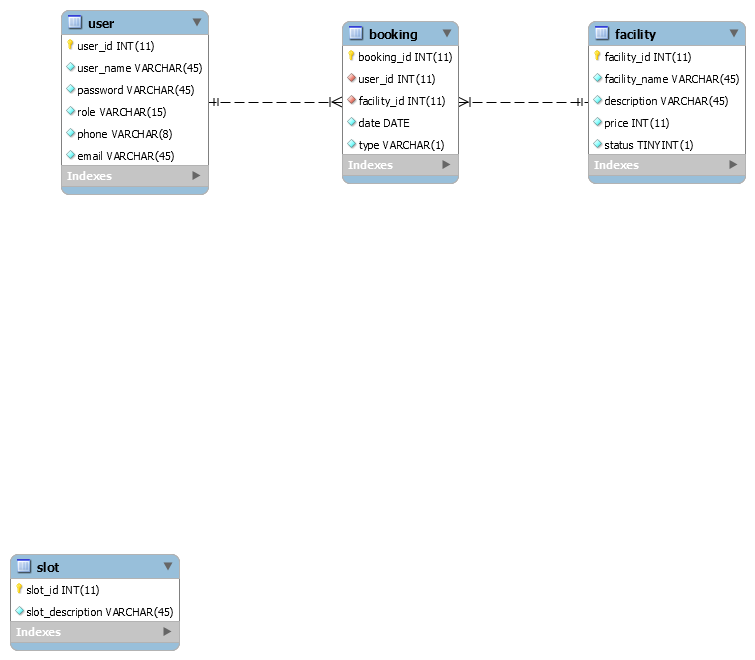 user
user_id INT(11)
user_name VARCHAR(45)
password VARCHAR(45)
role VARCHAR(15)
phone VARCHAR(8)
email VARCHAR(45)
Indexes
booking
booking_id INT(11)
user_id INT(11)
facility_id INT(11)
date DATE
type VARCHAR(1)
Indexes
facility
facility_id INT(11)
facility_name VARCHAR(45)
description VARCHAR(45)
price INT(11)
status TINYINT(1)
Indexes
slot
slot_id INT(11)
slot_description VARCHAR(45)
Indexes